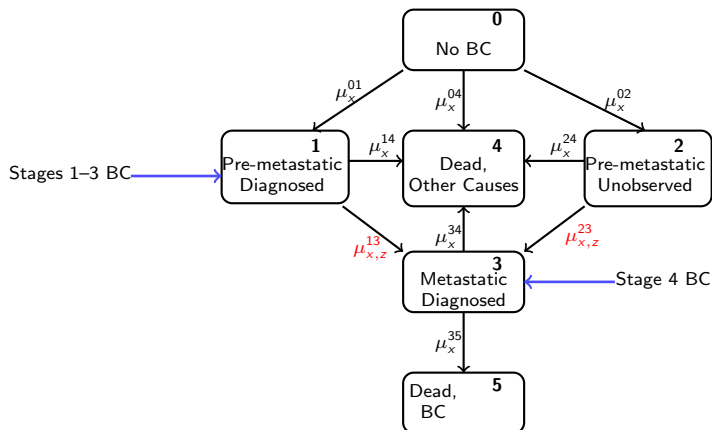 0
No BC
μ_x^{01}
μ_x^{04}
μ_x^{02}
1
Pre-metastatic
Diagnosed
μ_x^{14}
4
Dead,
Other Causes
μ_x^{24}
2
Pre-metastatic
Unobserved
Stages 1–3 BC
μ_{x,z}^{13}
μ_x^{34}
μ_{x,z}^{23}
3
Metastatic
Diagnosed
Stage 4 BC
μ_x^{35}
5
Dead,
BC